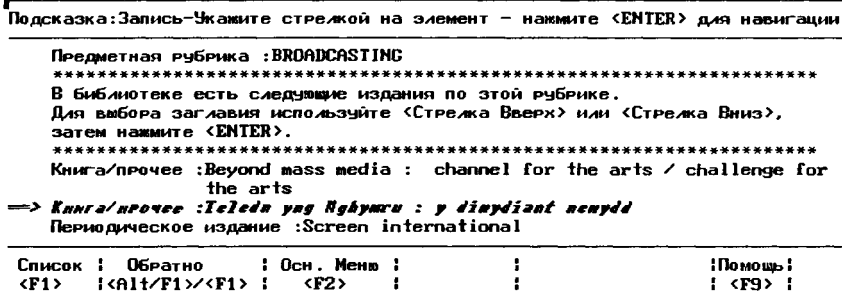 Подсказка:Запись-Укажите стрелкой на элемент - нажмите <ENTER> для навигации
Предметная рубрика :BROADCASTING
**********************************************************************
В библиотеке есть следующие издания по этой рубрике.
Для выбора заглавия используйте <Стрелка Вверх> или <Стрелка Вниз>,
затем нажмите <ENTER>.
**********************************************************************
Книга/прочее :Beyond mass media : channel for the arts / challenge for
the arts
==> Книга/прочее :Teledu yng Nghymru : y dimydiant newydd
Периодическое издание :Screen international
Список ¦ Обратно ¦ Осн. Меню ¦ ¦ ¦Помощь¦
<F1> ¦<Alt/F1>/<F1> ¦ <F2> ¦ ¦ ¦ <F9> ¦